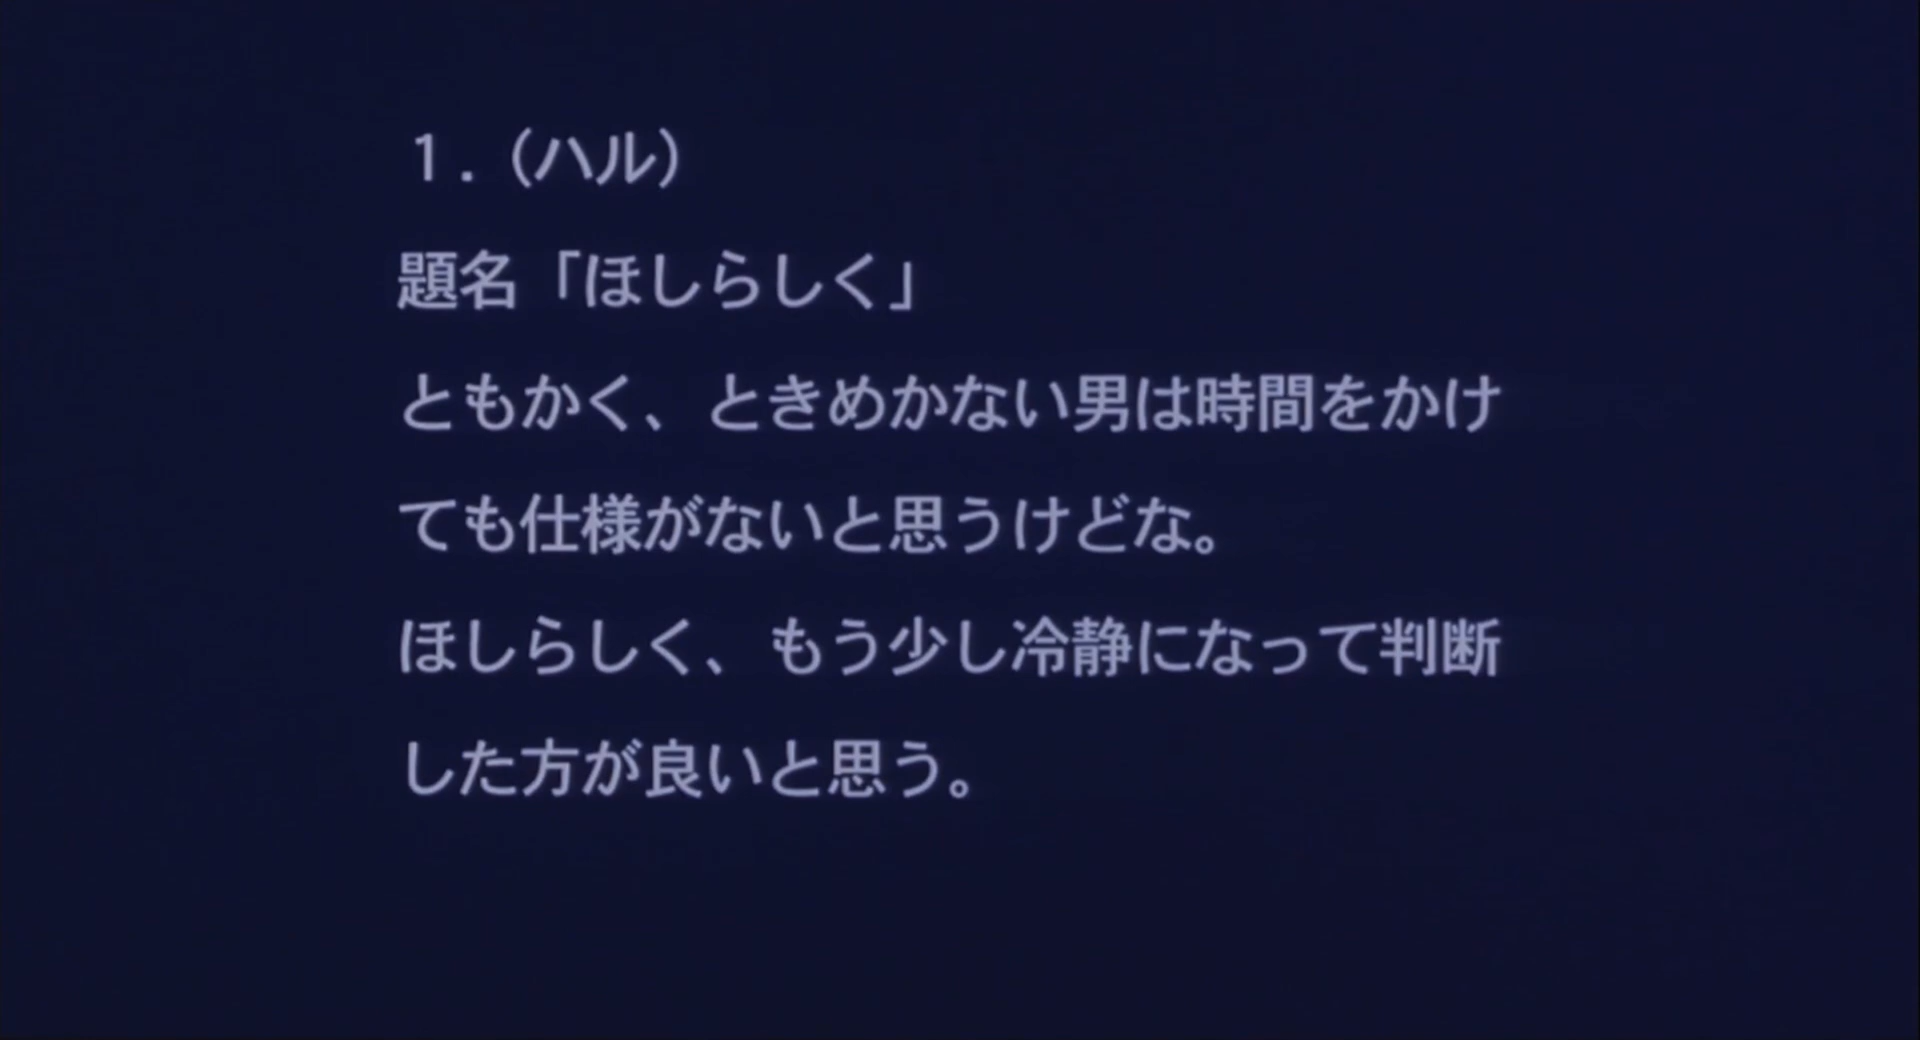 １.（ハル）
題名「ほしらしく」
ともかく、ときめかない男は時間をかけ
ても仕様がないと思うけどな。
ほしらしく、もう少し冷静になって判断
した方が良いと思う。